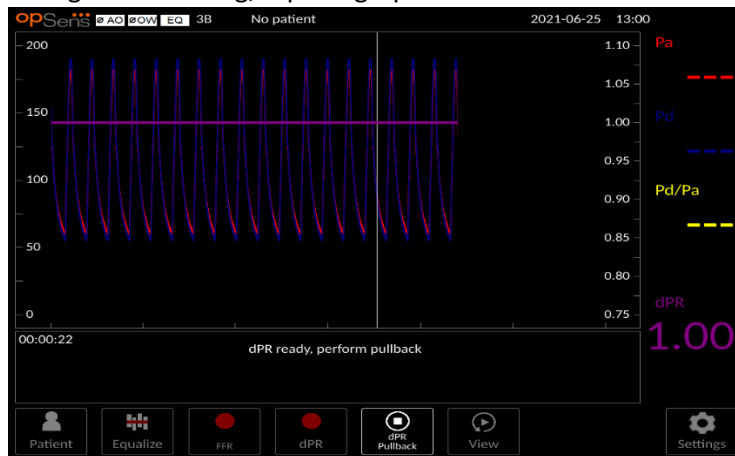 opSens ø AO øOW EQ 3B No patient 2021-06-25 13:00
200 1.10 Pa
1.05
150 1.00 Pd
0.95
100 0.90 Pd/Pa
50 0.85
0.80
0 0.75 dPR
1.00
00:00:22
dPR ready, perform pullback
Patient Equalize FFR dPR dPR Pullback View Settings